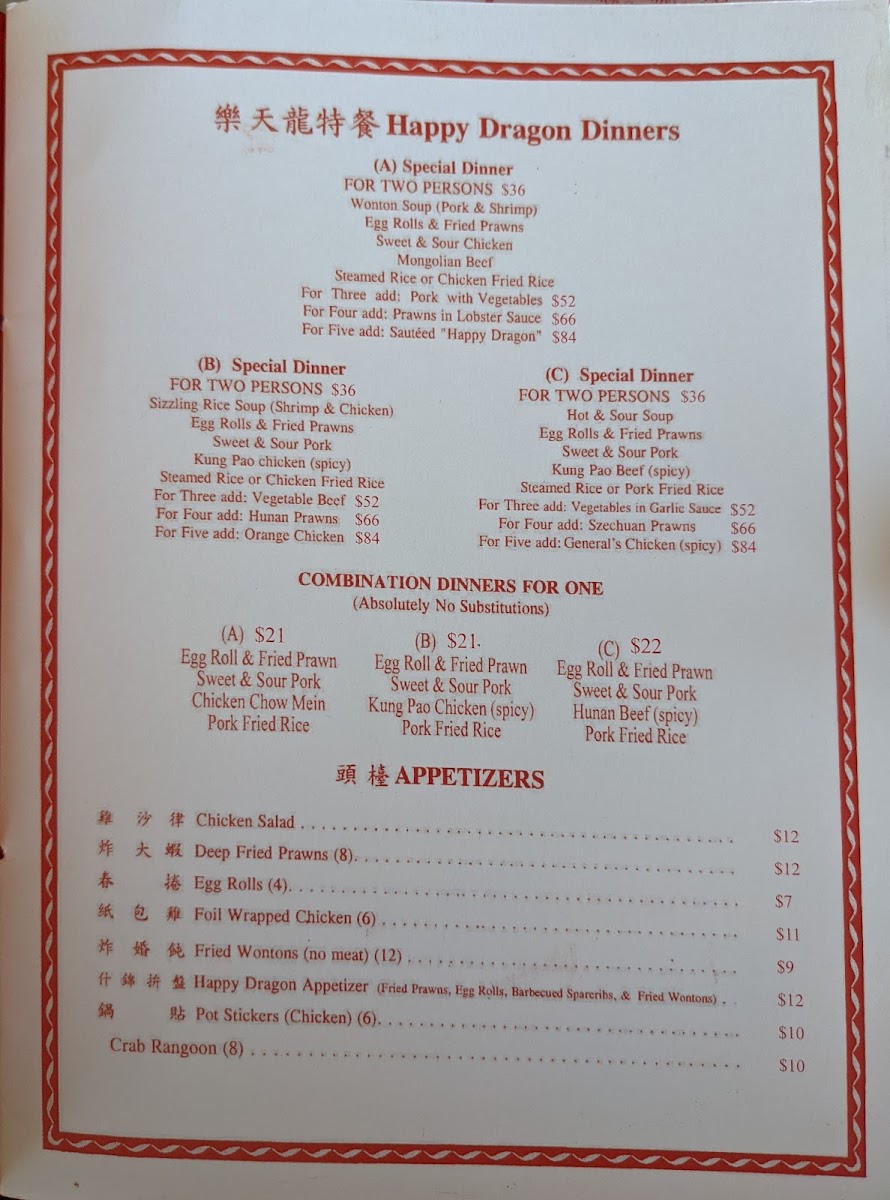 樂天龍特餐 Happy Dragon Dinners
(A) Special Dinner
FOR TWO PERSONS $36
Wonton Soup (Pork & Shrimp)
Egg Rolls & Fried Prawns
Sweet & Sour Chicken
Mongolian Beef
Steamed Rice or Chicken Fried Rice
For Three add: Pork with Vegetables $52
For Four add: Prawns in Lobster Sauce $66
For Five add: Sautéed "Happy Dragon" $84
(B) Special Dinner
FOR TWO PERSONS $36
Sizzling Rice Soup (Shrimp & Chicken)
Egg Rolls & Fried Prawns
Sweet & Sour Pork
Kung Pao chicken (spicy)
Steamed Rice or Chicken Fried Rice
For Three add: Vegetable Beef $52
For Four add: Hunan Prawns $66
For Five add: Orange Chicken $84
(C) Special Dinner
FOR TWO PERSONS $36
Hot & Sour Soup
Egg Rolls & Fried Prawns
Sweet & Sour Pork
Kung Pao Beef (spicy)
Steamed Rice or Pork Fried Rice
For Three add: Vegetables in Garlic Sauce $52
For Four add: Szechuan Prawns $66
For Five add: General's Chicken (spicy) $84
COMBINATION DINNERS FOR ONE
(Absolutely No Substitutions)
(A) $21
Egg Roll & Fried Prawn
Sweet & Sour Pork
Chicken Chow Mein
Pork Fried Rice
(B) $21.
Egg Roll & Fried Prawn
Sweet & Sour Pork
Kung Pao Chicken (spicy)
Pork Fried Rice
(C) $22
Egg Roll & Fried Prawn
Sweet & Sour Pork
Hunan Beef (spicy)
Pork Fried Rice
頭檯 APPETIZERS
雞沙律 Chicken Salad $12
炸大蝦 Deep Fried Prawns (8) $12
春捲 Egg Rolls (4) $7
紙包雞 Foil Wrapped Chicken (6) $11
炸婚飩 Fried Wontons (no meat) (12) $9
什錦拚盤 Happy Dragon Appetizer (Fried Prawns, Egg Rolls, Barbecued Spareribs, & Fried Wontons) $12
鍋貼 Pot Stickers (Chicken) (6) $10
Crab Rangoon (8) $10